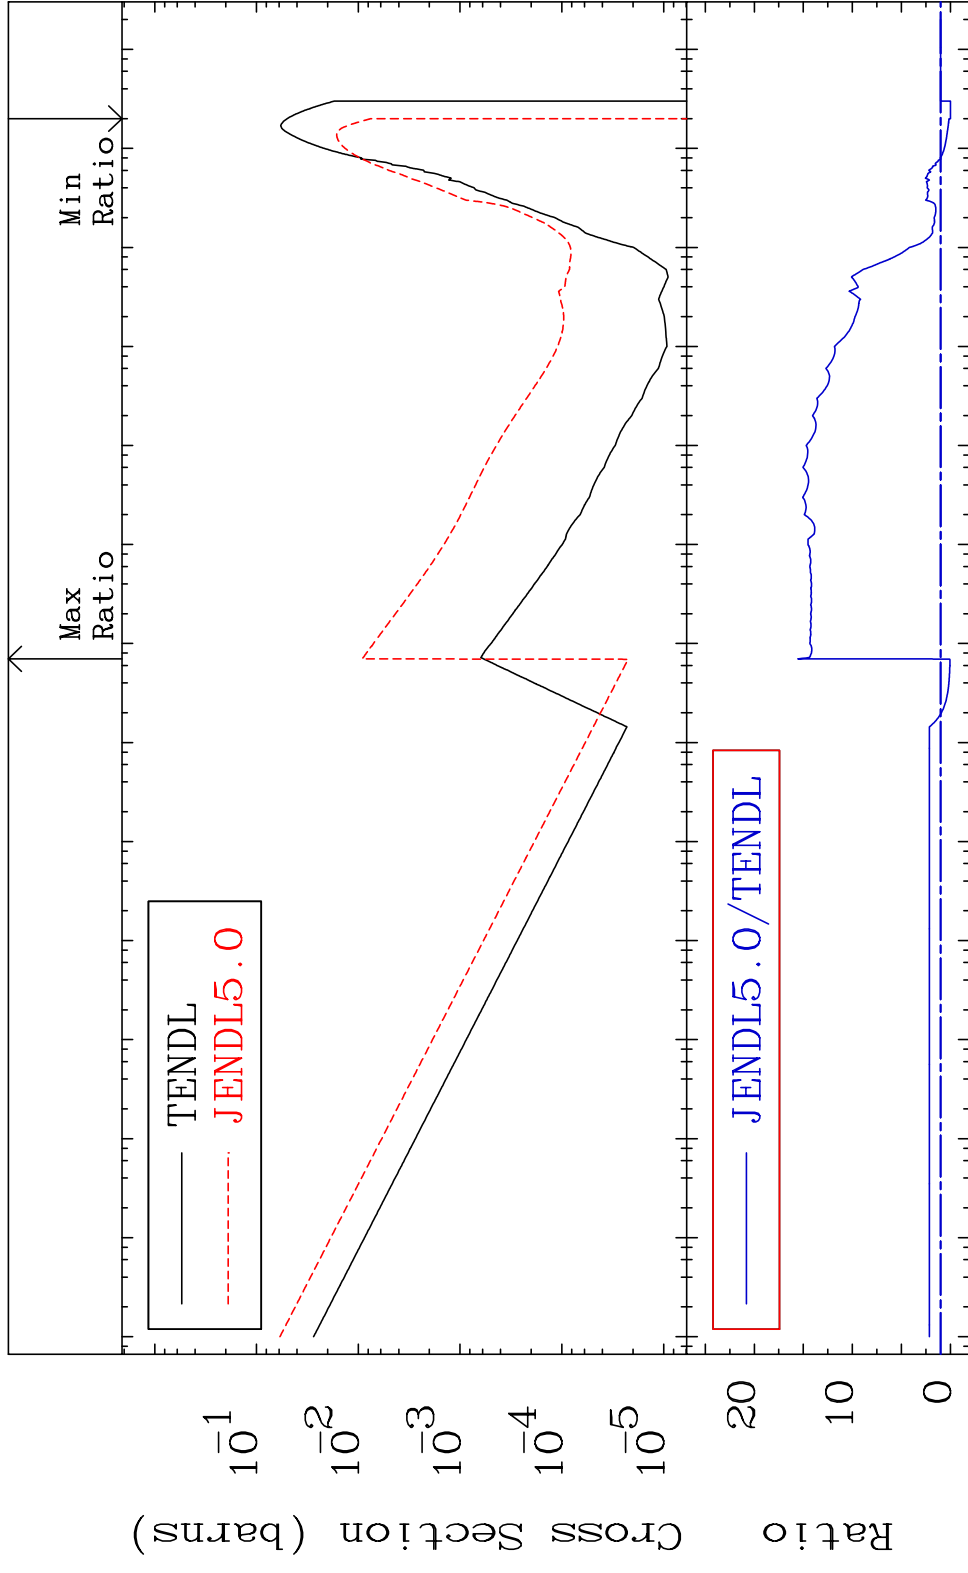 Max
Ratio
Min
Ratio
TENDL
JENDL5.0
10-1
10-2
10-3
10-4
10-5
Cross Section (barns)
JENDL5.0/TENDL
20
10
0
Ratio